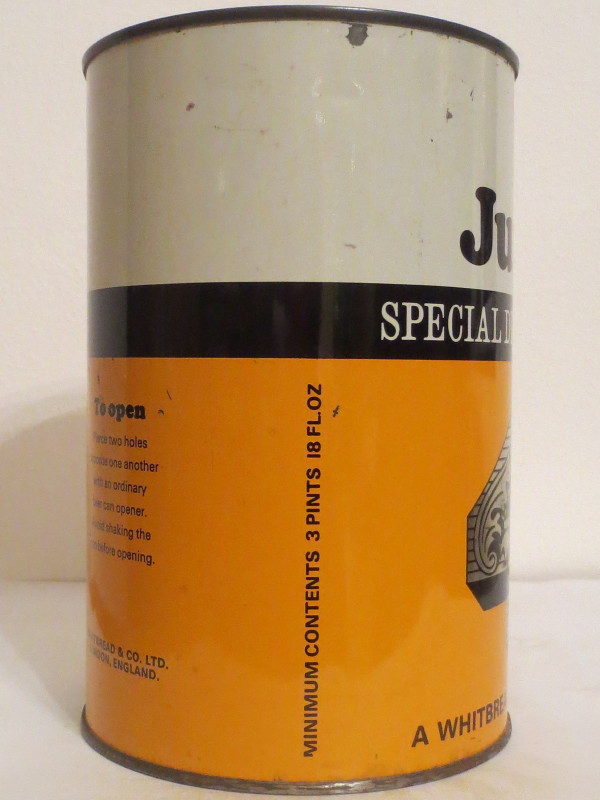 Ju
SPECIAL D
To open
two holes
one another
with an ordinary
can opener.
shaking the
before opening.
& CO. LTD.
ENGLAND.
MINIMUM CONTENTS 3 PINTS 18 FL.OZ
A WHITBRE